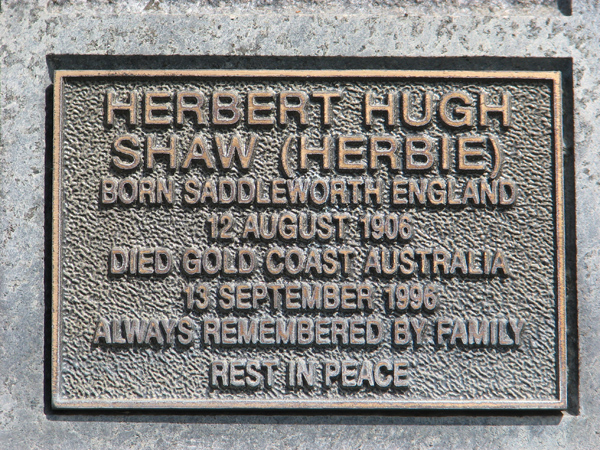 HERBERT HUGH
SHAW (HERBIE)
BORN SADDLEWORTH ENGLAND
12 AUGUST 1906
DIED GOLD COAST AUSTRALIA
13 SEPTEMBER 1996
ALWAYS REMEMBERED BY FAMILY
REST IN PEACE